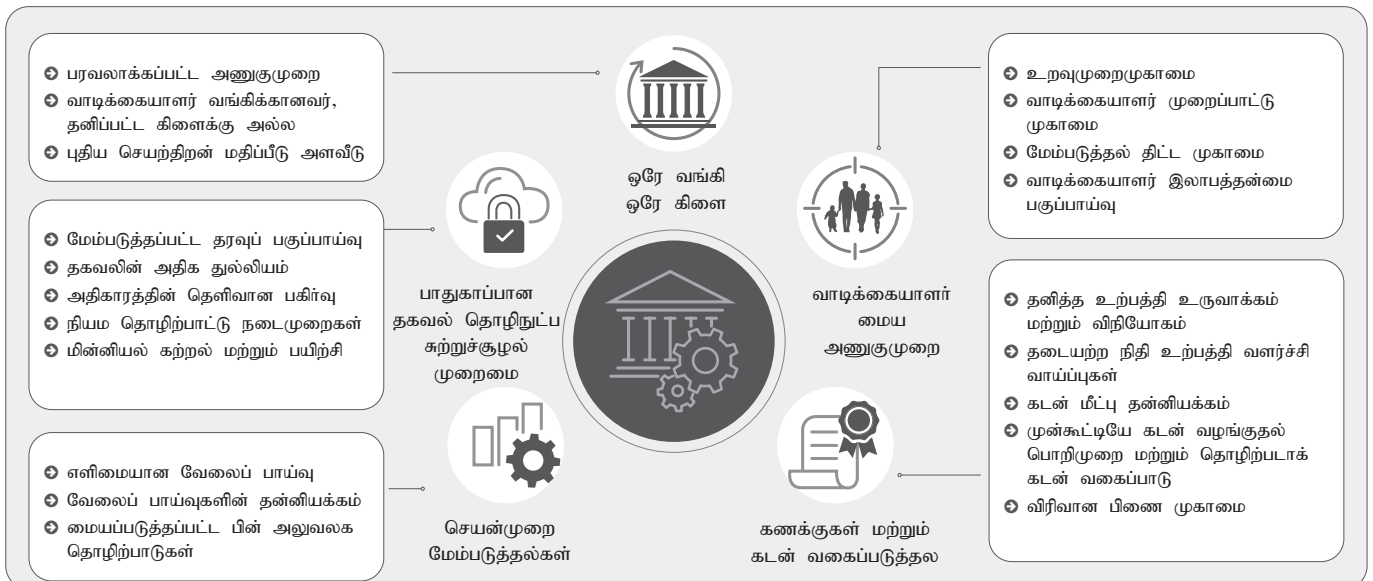 பரவலாக்கப்பட்ட அணுகுமுறை
வாடிக்கையாளர் வங்கிக்கானவர்,
தனிப்பட்ட கிளைக்கு அல்ல
புதிய செயற்திறன் மதிப்பீடு அளவீடு
ஒரே வங்கி
ஒரே கிளை
உறவுமுறைமுகாமை
வாடிக்கையாளர் முறைப்பாட்டு
முகாமை
மேம்படுத்தல் திட்ட முகாமை
வாடிக்கையாளர் இலாபத்தன்மை
பகுப்பாய்வு
மேம்படுத்தப்பட்ட தரவுப் பகுப்பாய்வு
தகவலின் அதிக துல்லியம்
அதிகாரத்தின் தெளிவான பகிர்வு
நியம தொழிற்பாட்டு நடைமுறைகள்
மின்னியல் கற்றல் மற்றும் பயிற்சி
பாதுகாப்பான
தகவல் தொழிநுட்ப
சுற்றுச்சூழல்
முறைமை
வாடிக்கையாளர்
மைய
அணுகுமுறை
தனித்த உற்பத்தி உருவாக்கம்
மற்றும் விநியோகம்
தடையற்ற நிதி உற்பத்தி வளர்ச்சி
வாய்ப்புகள்
கடன் மீட்பு தன்னியக்கம்
முன்கூட்டியே கடன் வழங்குதல்
பொறிமுறை மற்றும் தொழிற்படாக்
கடன் வகைப்பாடு
விரிவான பிணை முகாமை
எளிமையான வேலைப் பாய்வு
வேலைப் பாய்வுகளின் தன்னியக்கம்
மையப்படுத்தப்பட்ட பின் அலுவலக
தொழிற்பாடுகள்
செயன்முறை
மேம்படுத்தல்கள்
கணக்குகள் மற்றும்
கடன் வகைப்படுத்தல